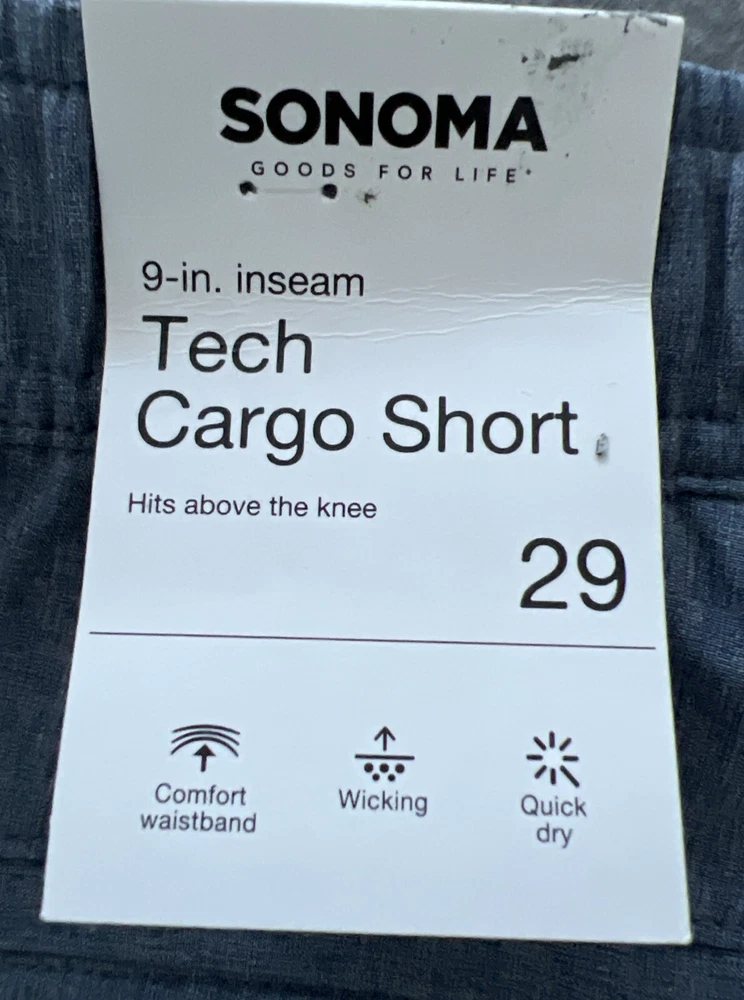 SONOMA
GOODS FOR LIFE
9-in. inseam
Tech
Cargo Short
Hits above the knee
29
Comfort
waistband
Wicking
Quick
dry